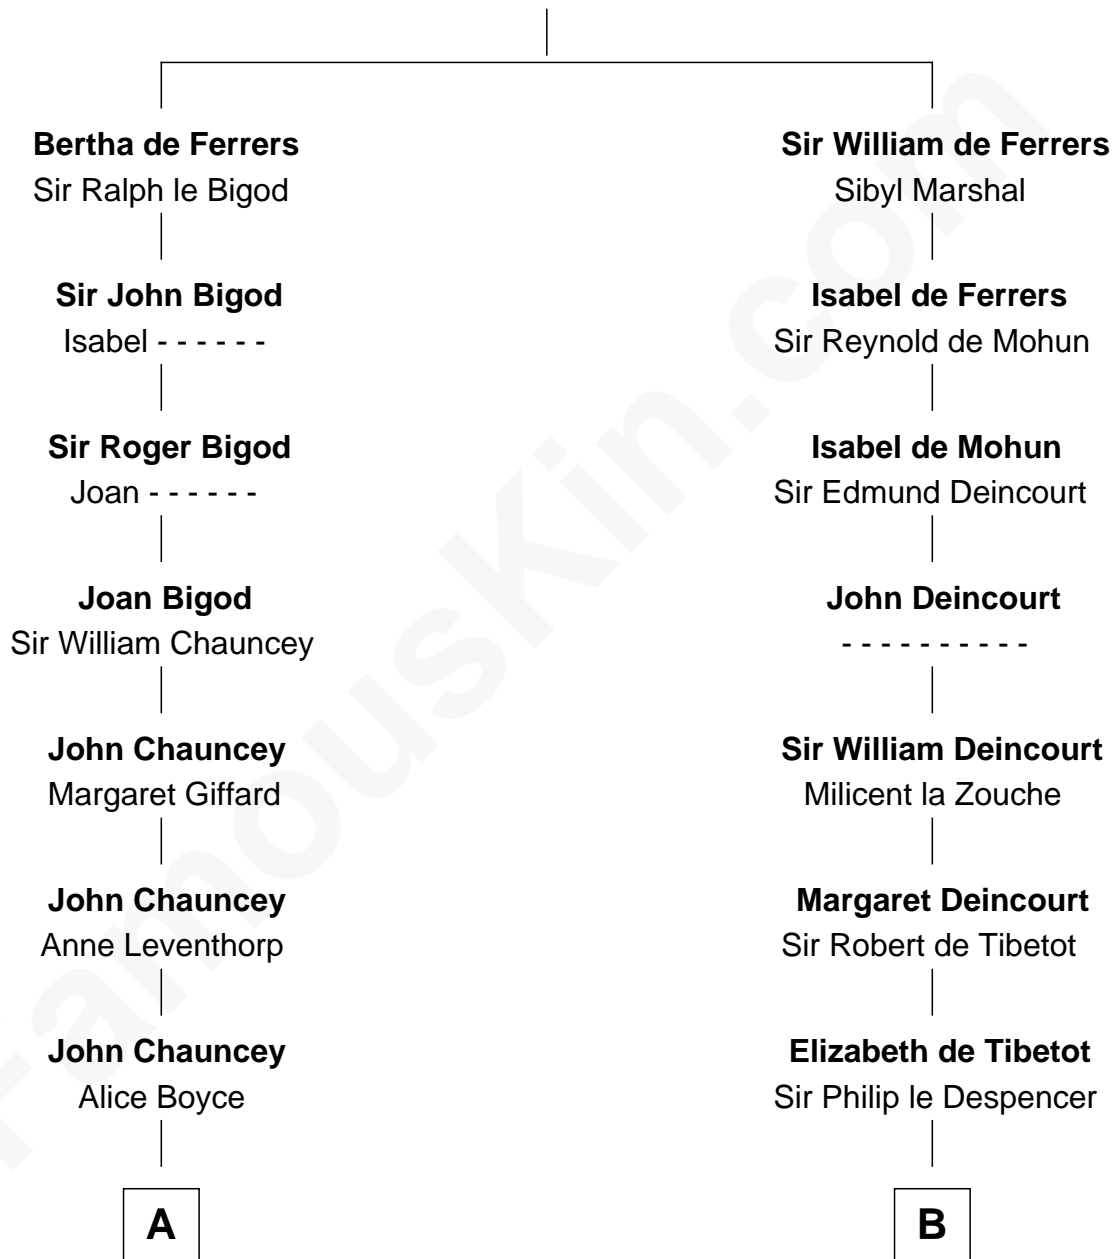 Bertha de Ferrers
Sir Ralph le Bigod
Sir John Bigod
Isabel - - - - - -
Sir Roger Bigod
Joan - - - - - -
Joan Bigod
Sir William Chauncey
John Chauncey
Margaret Giffard
John Chauncey
Anne Leventhorp
John Chauncey
Alice Boyce
A
Sir William de Ferrers
Sibyl Marshal
Isabel de Ferrers
Sir Reynold de Mohun
Isabel de Mohun
Sir Edmund Deincourt
John Deincourt
- - - - - - - - - -
Sir William Deincourt
Milicent la Zouche
Margaret Deincourt
Sir Robert de Tibetot
Elizabeth de Tibetot
Sir Philip le Despencer
B
FamousKin.com